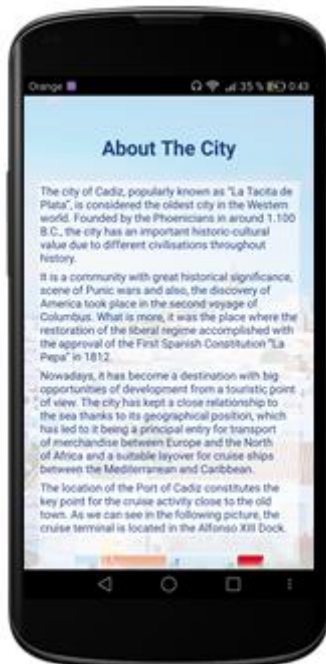 Orange
35 % 0:43
About The City
The city of Cadiz, popularly known as "La Tacita de
Plata", is considered the oldest city in the Western
world. Founded by the Phoenicians in around 1.100
B.C., the city has an important historic-cultural
value due to different civilisations throughout
history.
It is a community with great historical significance,
scene of Punic wars and also, the discovery of
America took place in the second voyage of
Columbus. What is more, it was the place where the
restoration of the liberal regime accomplished with
the approval of the First Spanish Constitution "La
Pepa" in 1812.
Nowadays, it has become a destination with big
opportunities of development from a touristic point
of view. The city has kept a close relationship to
the sea thanks to its geographical position, which
has led to it being a principal entry for transport
of merchandise between Europe and the North
of Africa and a suitable layover for cruise ships
between the Mediterranean and Caribbean.
The location of the Port of Cadiz constitutes the
key point for the cruise activity close to the old
town. As we can see in the following picture, the
cruise terminal is located in the Alfonso XIII Dock.